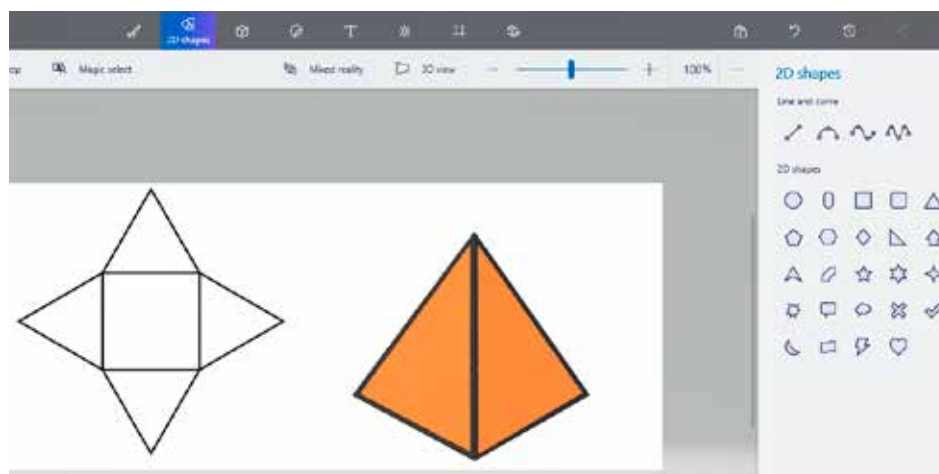 2D shapes
Magic select
Mixed reality
3D view
100%
2D shapes
Line and curve
2D shapes